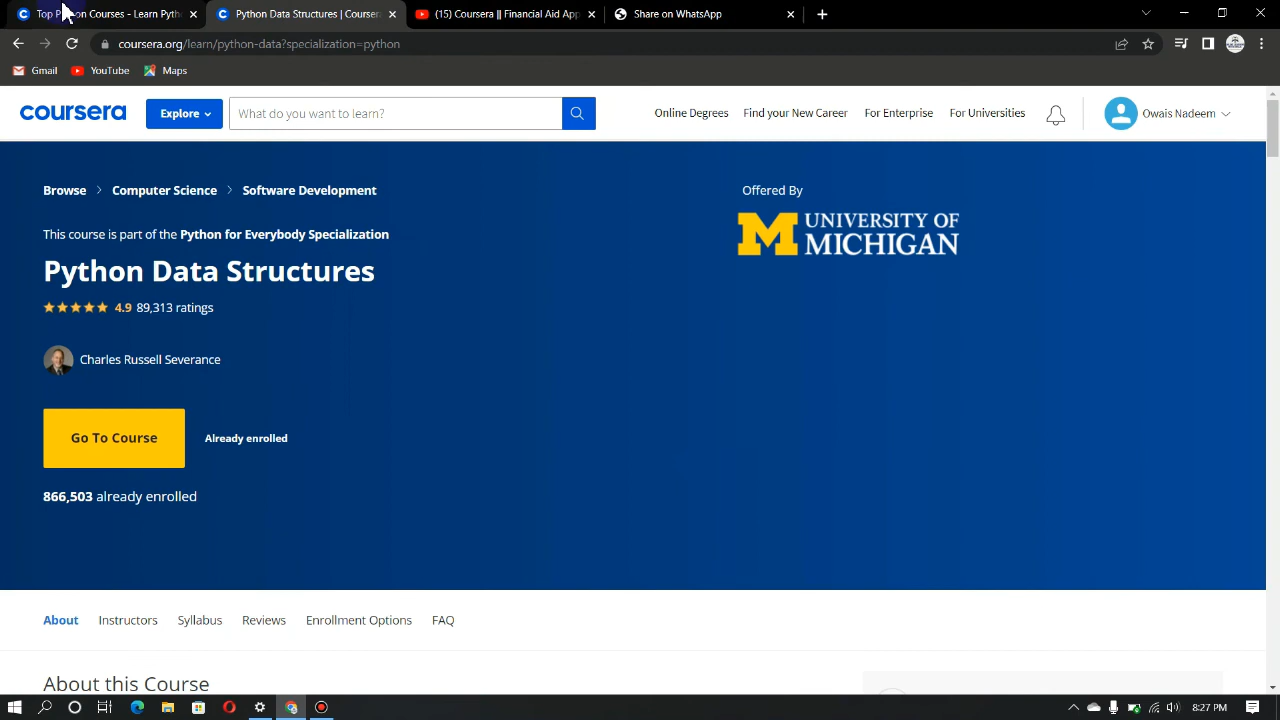 Top Python Courses - Learn Pyth
Python Data Structures | Courser
(15) Coursera || Financial Aid App
Share on WhatsApp
coursera.org/learn/python-data?specialization=python
Gmail
YouTube
Maps
coursera
Explore
What do you want to learn?
Online Degrees
Find your New Career
For Enterprise
For Universities
Owais Nadeem
Browse > Computer Science > Software Development
Offered By
UNIVERSITY OF
MICHIGAN
This course is part of the Python for Everybody Specialization
Python Data Structures
4.9 89,313 ratings
Charles Russell Severance
Go To Course
Already enrolled
866,503 already enrolled
About
Instructors
Syllabus
Reviews
Enrollment Options
FAQ
About this Course
8:27 PM